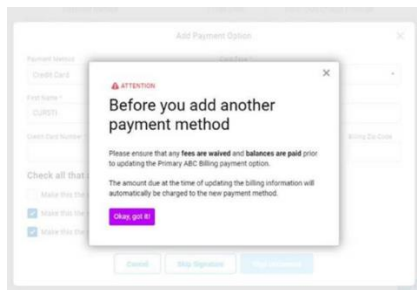 Add Payment Option
Payment Method
Credit Card
First Name *
Credit Card Number *
Billing Zip Code
ATTENTION
Before you add another
payment method
Please ensure that any fees are waived and balances are paid prior
to updating the Primary ABC Billing payment option.
The amount due at the time of updating the billing information will
automatically be charged to the new payment method.
Okay, got it!
Check all that
Make this the
Make this the
Make this the
Cancel
Skip Signature